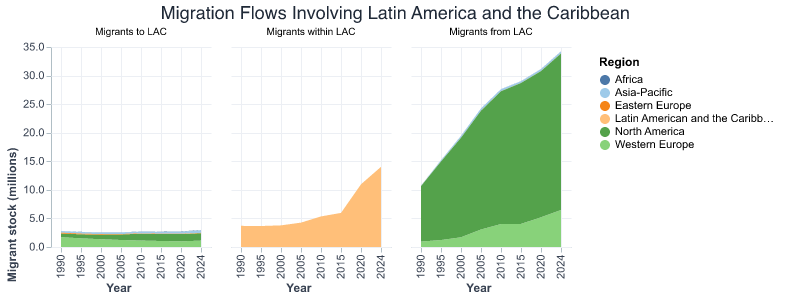 Migration Flows Involving Latin America and the Caribbean
Migrants to LAC
Migrants within LAC
Migrants from LAC
Migrant stock (millions)
35.0
30.0
25.0
20.0
15.0
10.0
5.0
0.0
1990 1995 2000 2005 2010 2015 2020 2024
Year
1990 1995 2000 2005 2010 2015 2020 2024
Year
1990 1995 2000 2005 2010 2015 2020 2024
Year
Region
Africa
Asia-Pacific
Eastern Europe
Latin American and the Caribb…
North America
Western Europe